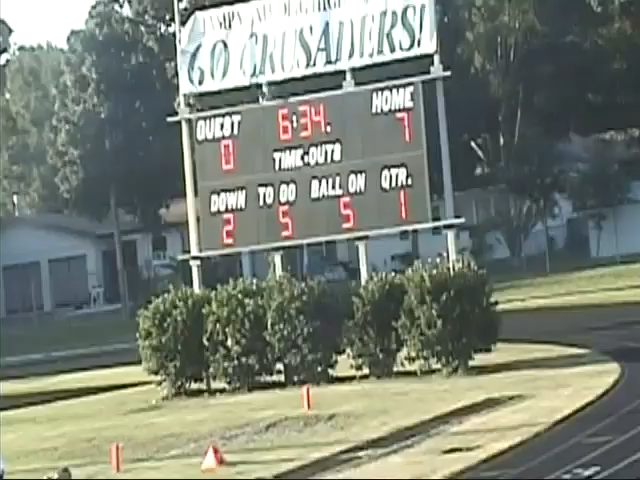 GO CRUSADERS!
GUEST 6:34. HOME
0 TIME-OUTS 7
DOWN TO GO BALL ON QTR.
2 5 5 1